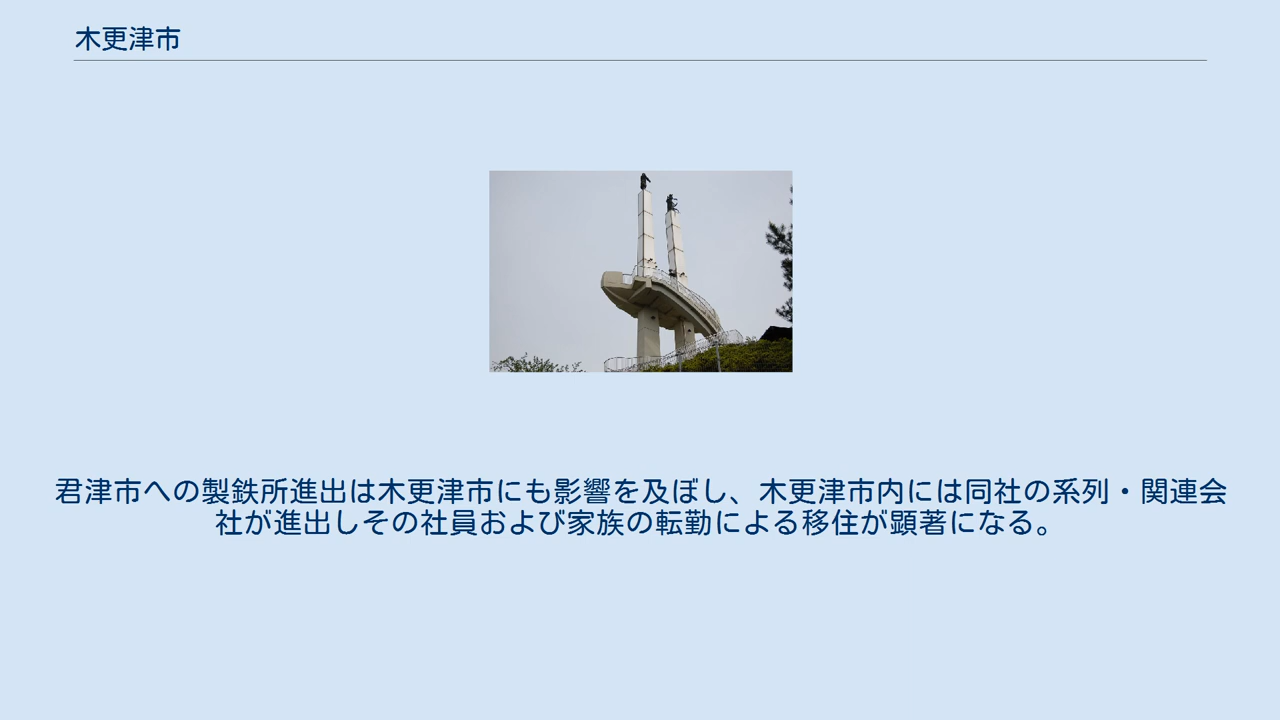 木更津市
君津市への製鉄所進出は木更津市にも影響を及ぼし、木更津市内には同社の系列・関連会
社が進出しその社員および家族の転勤による移住が顕著になる。